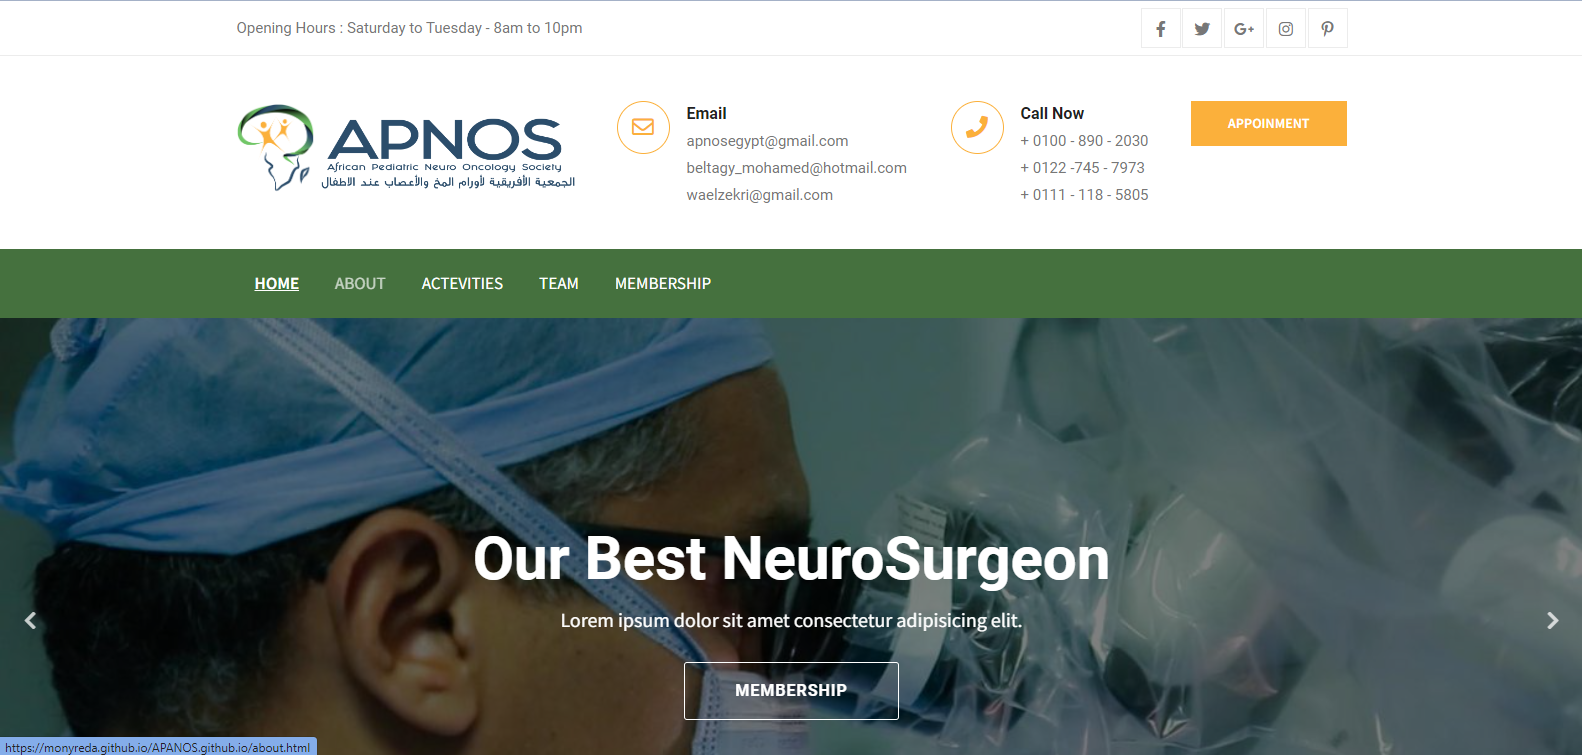 Opening Hours : Saturday to Tuesday - 8am to 10pm
APNOS
African Pediatric Neuro Oncology Society
الجمعية الأفريقية لأورام المخ والأعصاب عند الاطفال
Email
apnosegypt@gmail.com
beltagy_mohamed@hotmail.com
waelzekri@gmail.com
Call Now
+ 0100 - 890 - 2030
+ 0122 -745 - 7973
+ 0111 - 118 - 5805
APPOINMENT
HOME ABOUT ACTEVITIES TEAM MEMBERSHIP
Our Best NeuroSurgeon
Lorem ipsum dolor sit amet consectetur adipisicing elit.
MEMBERSHIP
https://monyreda.github.io/APANOS.github.io/about.html